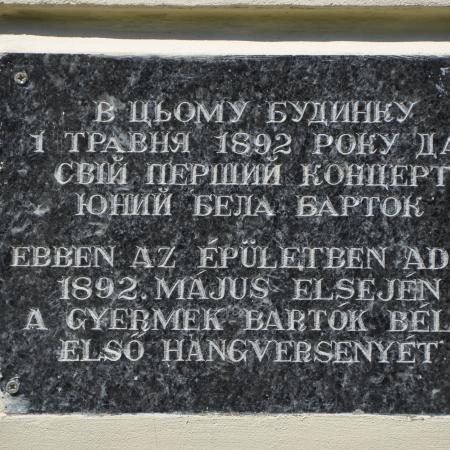 В ЦЬОМУ БУДИНКУ
1 ТРАВНЯ 1892 РОКУ ДА
СВІЙ ПЕРШИЙ КОНЦЕРТ
ЮНИЙ БЕЛА БАРТОК
EBBEN AZ ÉPÜLETBEN AD
1892. MÁJUS ELSEJÉN
A GYERMEK BARTÓK BÉL
ELSŐ HANGVERSENYÉT